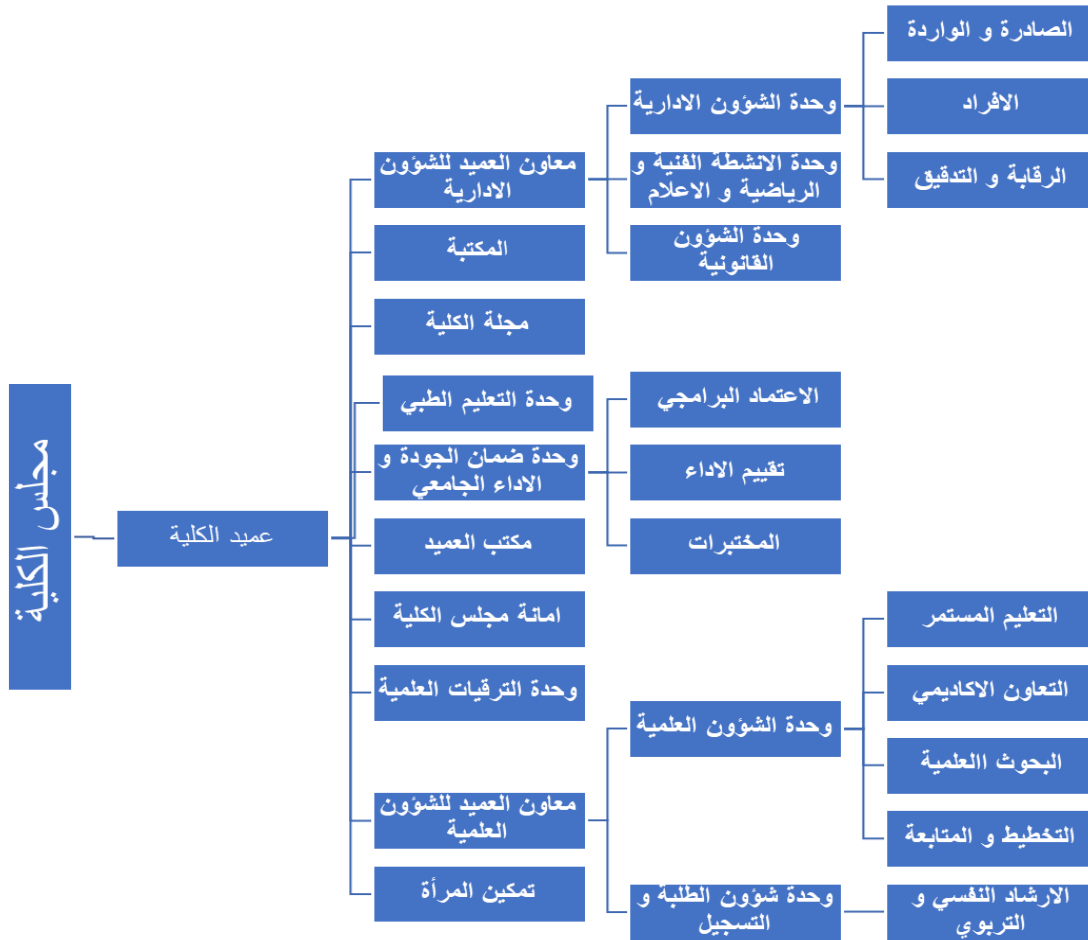 مجلس الكلية
عميد الكلية
معاون العميد للشؤون
الادارية
المكتبة
مجلة الكلية
وحدة التعليم الطبي
وحدة ضمان الجودة و
الاداء الجامعي
مكتب العميد
امانة مجلس الكلية
وحدة الترقيات العلمية
معاون العميد للشؤون
العلمية
تمكين المرأة
وحدة الشؤون الادارية
وحدة الانشطة الفنية و
الرياضية و الاعلام
وحدة الشؤون
القانونية
الاعتماد البرامجي
تقييم الاداء
المختبرات
وحدة الشؤون العلمية
وحدة شؤون الطلبة و
التسجيل
الصادرة و الواردة
الافراد
الرقابة و التدقيق
التعليم المستمر
التعاون الاكاديمي
البحوث االعلمية
التخطيط و المتابعة
الارشاد النفسي و
التربوي